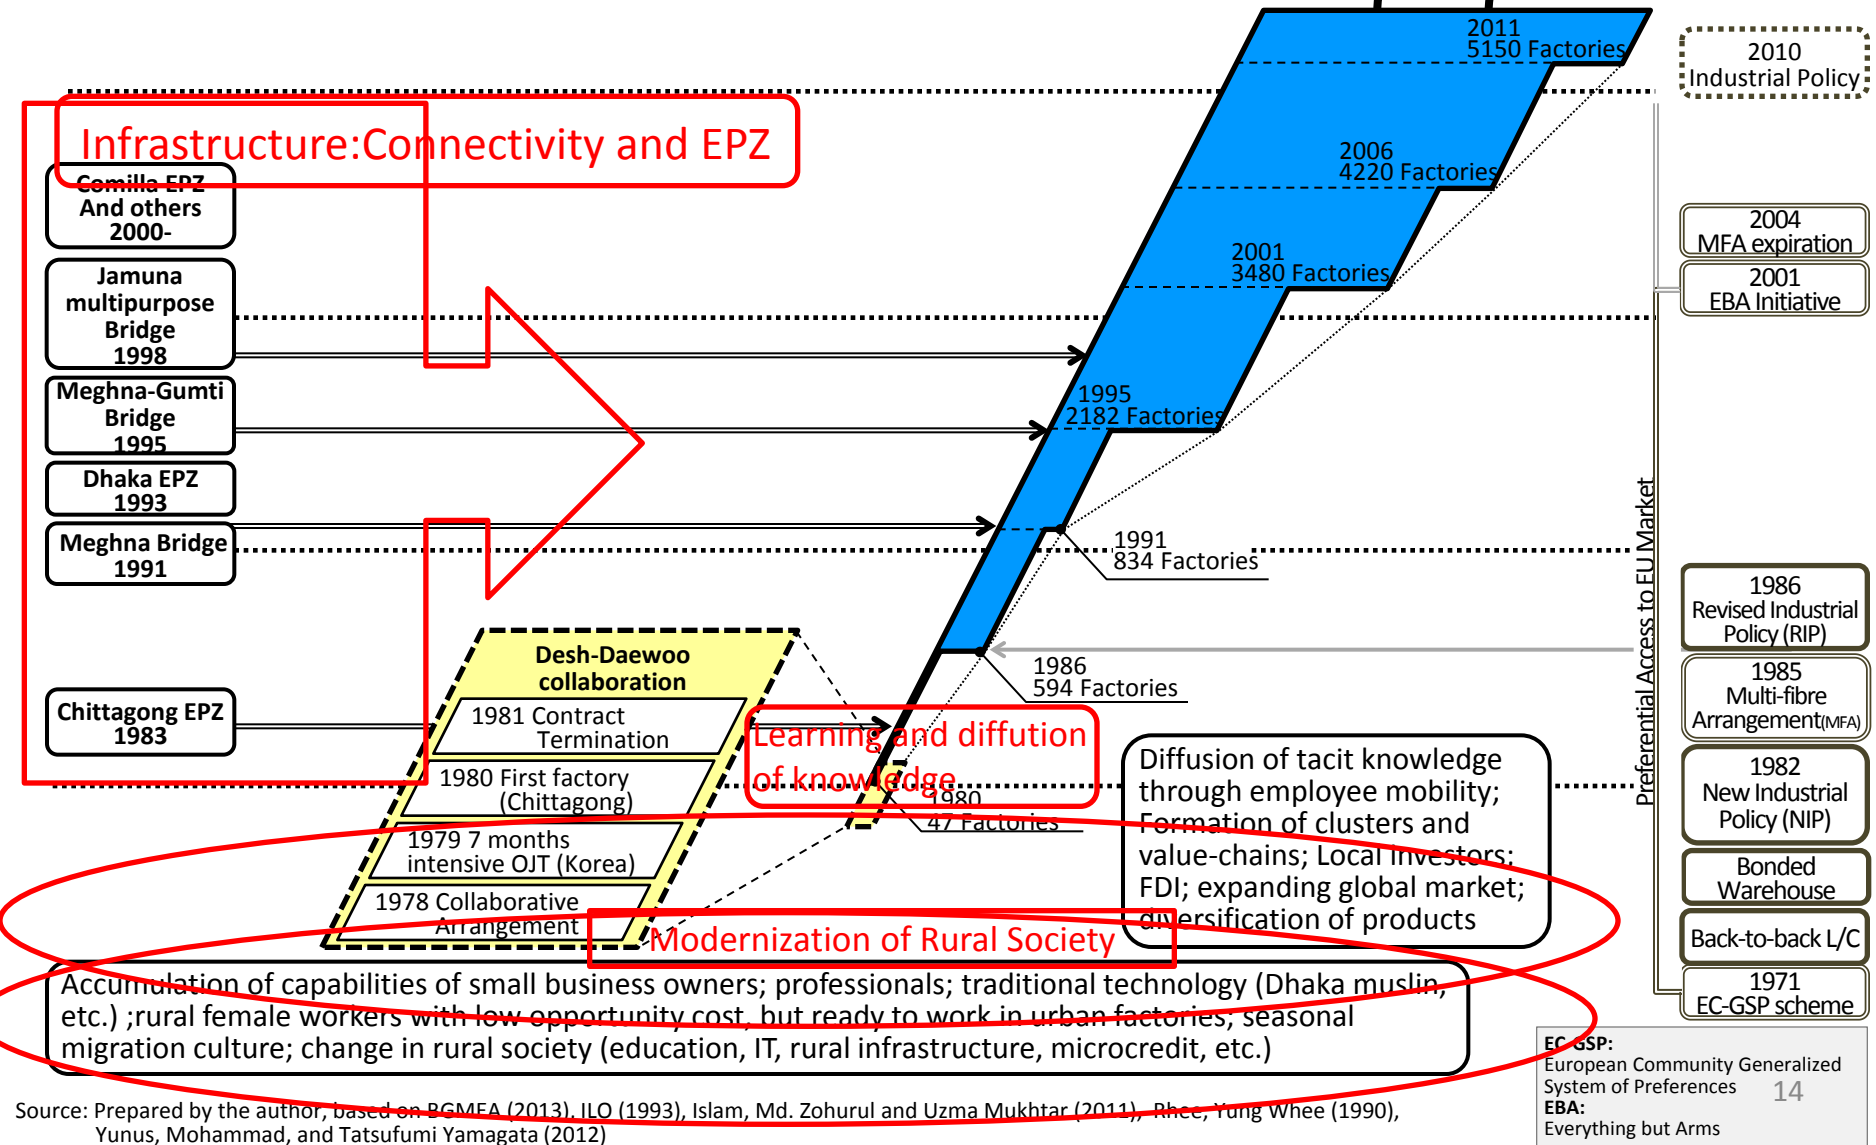 2011
5150 Factories
2010
Industrial Policy
Infrastructure:Connectivity and EPZ
2006
4220 Factories
Comilla EPZ
And others
2000-
2004
MFA expiration
2001
3480 Factories
2001
EBA Initiative
Jamuna
multipurpose
Bridge
1998
Meghna-Gumti
Bridge
1995
1995
2182 Factories
Dhaka EPZ
1993
Meghna Bridge
1991
1991
834 Factories
Preferential Access to EU Market
1986
Revised Industrial
Policy (RIP)
Desh-Daewoo
collaboration
1986
594 Factories
1985
Multi-fibre
Arrangement(MFA)
Chittagong EPZ
1983
1981 Contract
Termination
Learning and diffution
of knowledge
1980 First factory
(Chittagong)
1980
47 Factories
Diffusion of tacit knowledge
through employee mobility;
Formation of clusters and
value-chains; Local investors;
FDI; expanding global market;
diversification of products
1982
New Industrial
Policy (NIP)
1979 7 months
intensive OJT (Korea)
Bonded
Warehouse
1978 Collaborative
Arrangement
Modernization of Rural Society
Back-to-back L/C
1971
EC-GSP scheme
Accumulation of capabilities of small business owners; professionals; traditional technology (Dhaka muslin,
etc.) ;rural female workers with low opportunity cost, but ready to work in urban factories; seasonal
migration culture; change in rural society (education, IT, rural infrastructure, microcredit, etc.)
EC-GSP:
European Community Generalized
System of Preferences
14
EBA:
Everything but Arms
Source: Prepared by the author, based on BGMEA (2013), ILO (1993), Islam, Md. Zohurul and Uzma Mukhtar (2011), Rhee, Yung Whee (1990),
Yunus, Mohammad, and Tatsufumi Yamagata (2012)